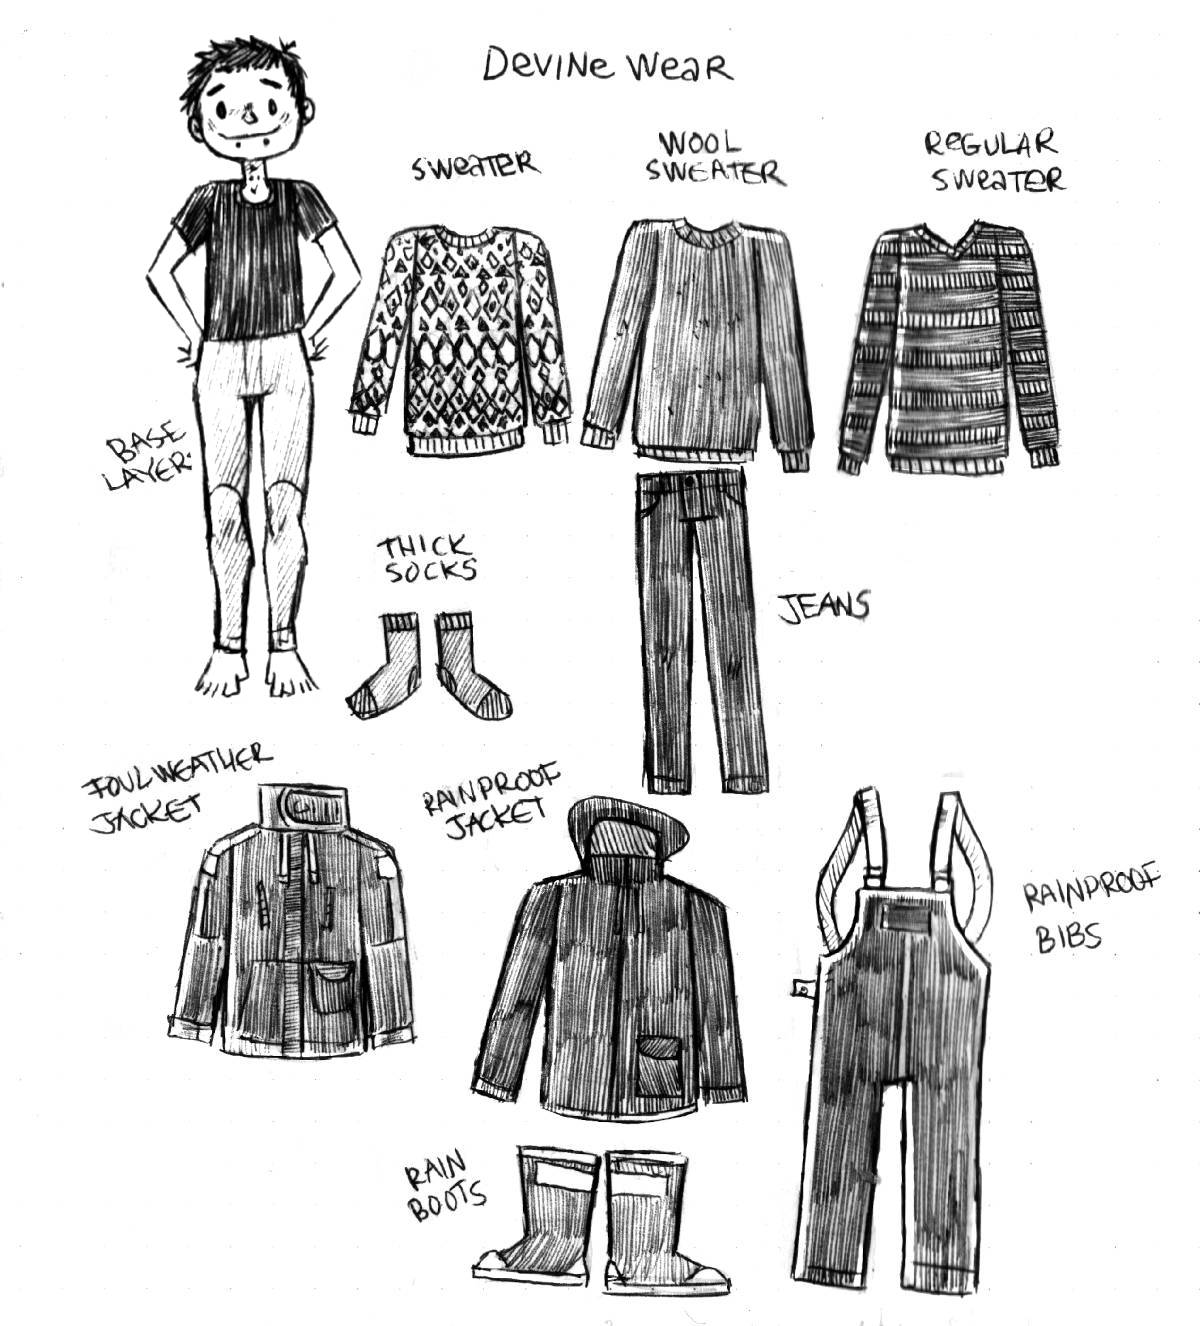 DeVINe WeaR
SWeaTER
WOOL
SWEATER
ReGULAR
SWeaTER
BASE
LAYER
THICK
SOCKS
JEANS
FOULWEATHER
JACKET
RAINPROOF
JACKET
RAINPROOF
BIBS
RAIN
BOOTS